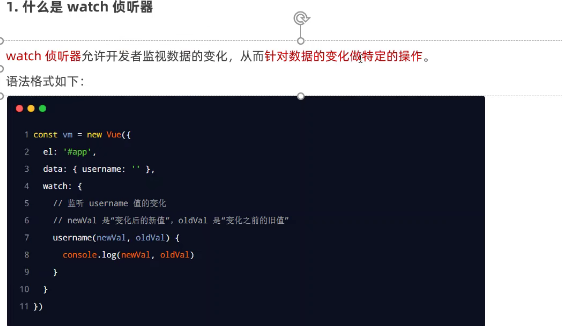 1. 什么是 watch 侦听器
watch 侦听器允许开发者监视数据的变化，从而针对数据的变化做特定的操作。
语法格式如下：
1 const vm = new Vue({
2 el: '#app',
3 data: { username: '' },
4 watch: {
5 // 监听 username 值的变化
6 // newVal 是“变化后的新值”，oldVal 是“变化之前的旧值”
7 username(newVal, oldVal) {
8 console.log(newVal, oldVal)
9 }
10 }
11 })